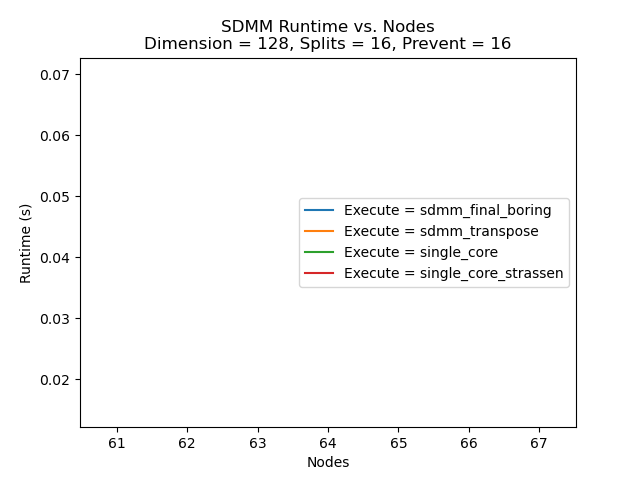 SDMM Runtime vs. Nodes
Dimension = 128, Splits = 16, Prevent = 16
0.07
0.06
0.05
0.04
0.03
0.02
Runtime (s)
Execute = sdmm_final_boring
Execute = sdmm_transpose
Execute = single_core
Execute = single_core_strassen
61 62 63 64 65 66 67
Nodes